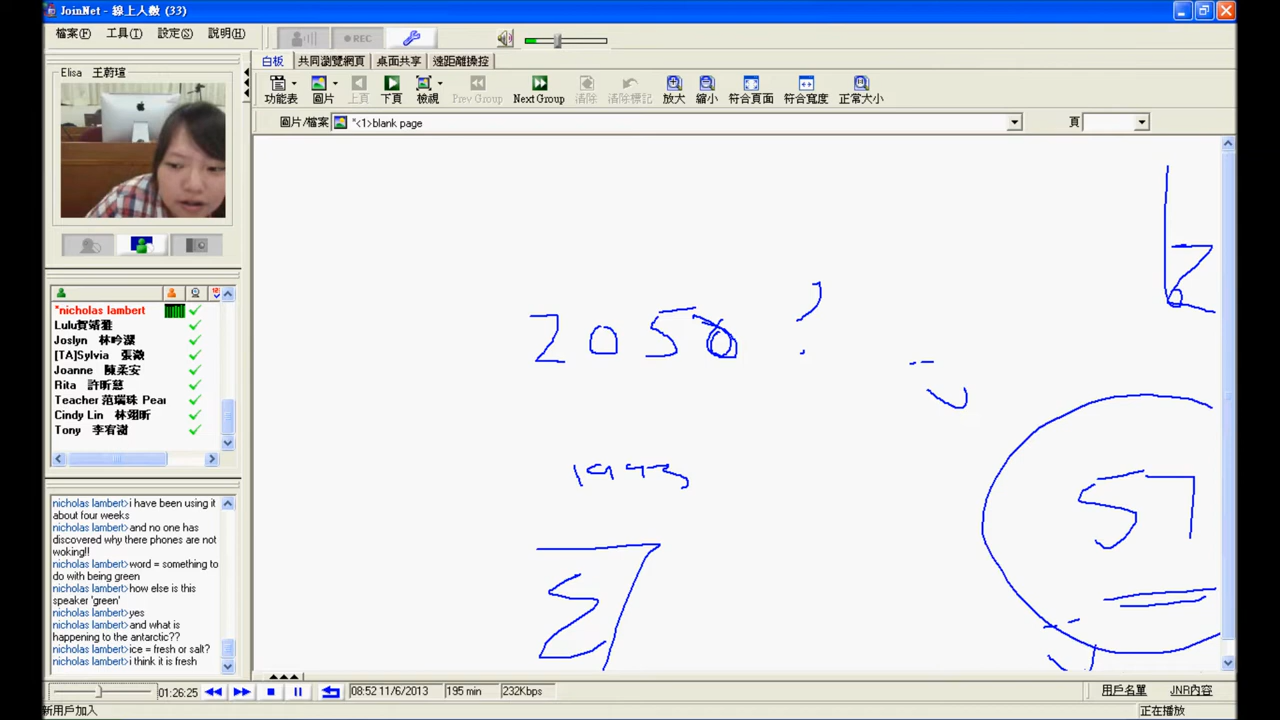 JoinNet - 線上人數 (33)
檔案(F) 工具(T) 設定(S) 說明(H) REC
Elisa 王蔚瑄
白板 共同瀏覽網頁 桌面共享 遠距離操控
功能表 圖片 上頁 下頁 檢視 Prev Group Next Group 清除 清除標記 放大 縮小 符合頁面 符合寬度 正常大小
圖片/檔案 *<1>blank page 頁
*nicholas lambert
Lulu賀婧雅
Joslyn 林吟潔
[TA]Sylvia 張澂
Joanne 陳柔安
Rita 許昕慈
Teacher 范瑞珠 Pear
Cindy Lin 林翊昕
Tony 李宥澍
nicholas lambert> i have been using it
about four weeks
nicholas lambert> and no one has
discovered why there phones are not
woking!!
nicholas lambert> word = something to
do with being green
nicholas lambert> how else is this
speaker 'green'
nicholas lambert> yes
nicholas lambert> and what is
happening to the antarctic??
nicholas lambert> ice = fresh or salt?
nicholas lambert> i think it is fresh
2050 ?
1993
57
57
01:26:25 08:52 11/6/2013 195 min 232Kbps 用戶名單 JNR內容
新用戶加入 正在播放